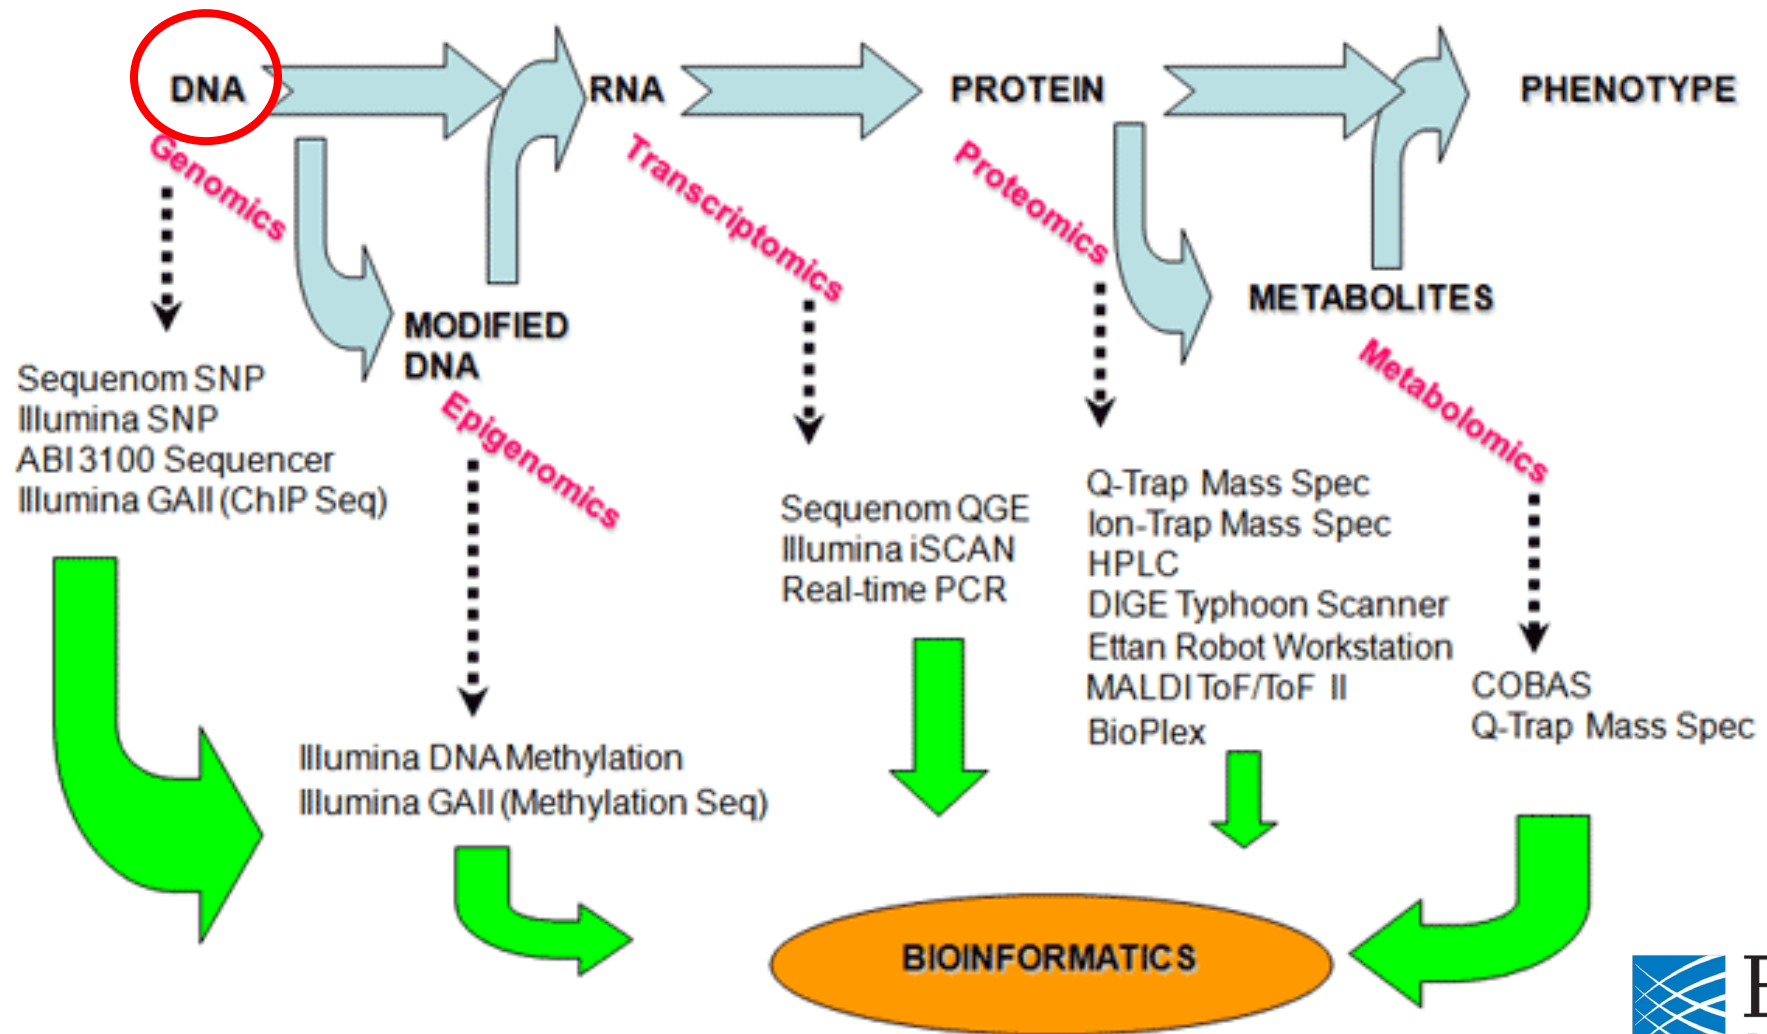 DNA
RNA
PROTEIN
PHENOTYPE
Genomics
Transcriptomics
Proteomics
MODIFIED
DNA
METABOLITES
Epigenomics
Metabolomics
Sequenom SNP
Illumina SNP
ABI 3100 Sequencer
Illumina GAII (ChIP Seq)
Illumina DNA Methylation
Illumina GAII (Methylation Seq)
Sequenom QGE
Illumina iSCAN
Real-time PCR
Q-Trap Mass Spec
Ion-Trap Mass Spec
HPLC
DIGE Typhoon Scanner
Ettan Robot Workstation
MALDI ToF/ToF II
BioPlex
COBAS
Q-Trap Mass Spec
BIOINFORMATICS